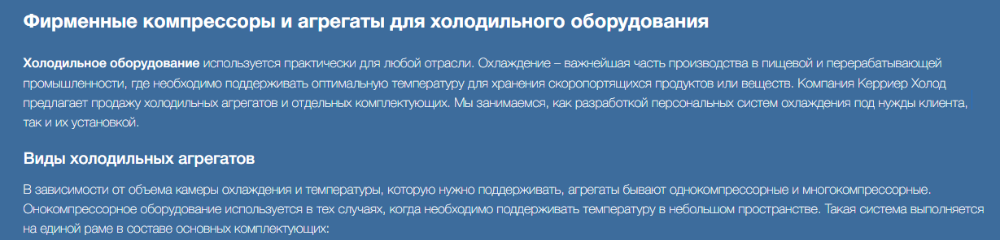 Фирменные компрессоры и агрегаты для холодильного оборудования
Холодильное оборудование используется практически для любой отрасли. Охлаждение – важнейшая часть производства в пищевой и перерабатывающей
промышленности, где необходимо поддерживать оптимальную температуру для хранения скоропортящихся продуктов или веществ. Компания Керриер Холод
предлагает продажу холодильных агрегатов и отдельных комплектующих. Мы занимаемся, как разработкой персональных систем охлаждения под нужды клиента,
так и их установкой.
Виды холодильных агрегатов
В зависимости от объема камеры охлаждения и температуры, которую нужно поддерживать, агрегаты бывают однокомпрессорные и многокомпрессорные.
Онокомпрессорное оборудование используется в тех случаях, когда необходимо поддерживать температуру в небольшом пространстве. Такая система выполняется
на единой раме в составе основных комплектующих: